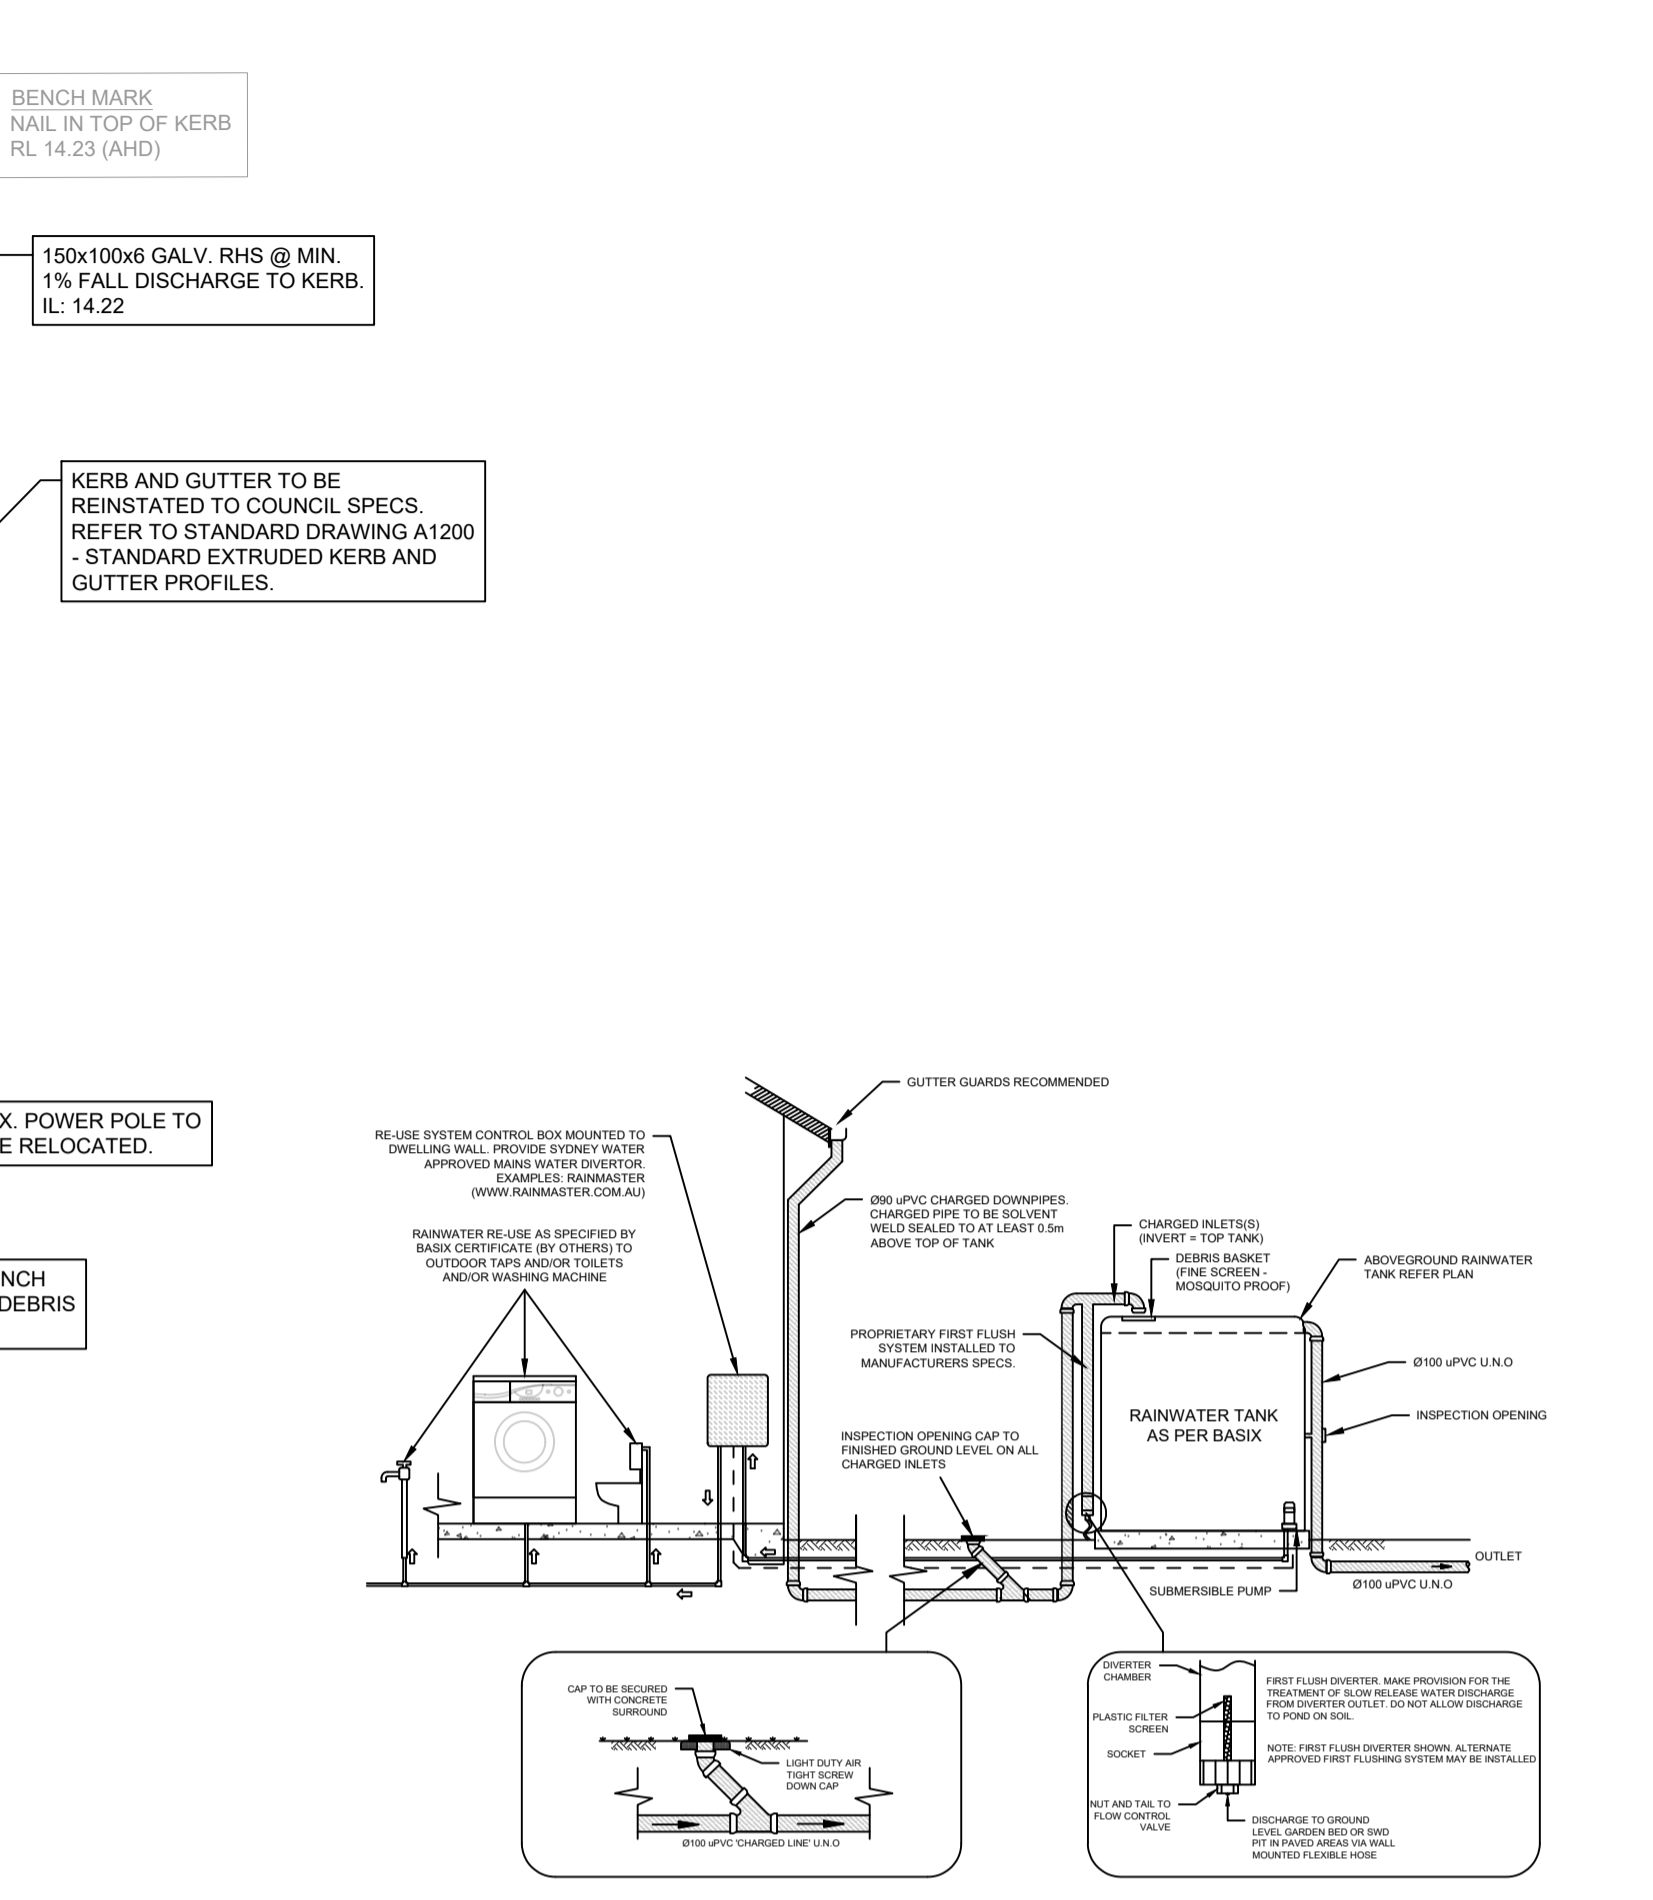 BENCH MARK
NAIL IN TOP OF KERB
RL 14.23 (AHD)
150x100x6 GALV. RHS @ MIN.
1% FALL DISCHARGE TO KERB.
IL: 14.22
KERB AND GUTTER TO BE
REINSTATED TO COUNCIL SPECS.
REFER TO STANDARD DRAWING A1200
- STANDARD EXTRUDED KERB AND
GUTTER PROFILES.
X. POWER POLE TO
E RELOCATED.
NCH
DEBRIS
GUTTER GUARDS RECOMMENDED
RE-USE SYSTEM CONTROL BOX MOUNTED TO
DWELLING WALL. PROVIDE SYDNEY WATER
APPROVED MAINS WATER DIVERTOR.
EXAMPLES: RAINMASTER
(WWW.RAINMASTER.COM.AU)
RAINWATER RE-USE AS SPECIFIED BY
BASIX CERTIFICATE (BY OTHERS) TO
OUTDOOR TAPS AND/OR TOILETS
AND/OR WASHING MACHINE
Ø90 uPVC CHARGED DOWNPIPES.
CHARGED PIPE TO BE SOLVENT
WELD SEALED TO AT LEAST 0.5m
ABOVE TOP OF TANK
CHARGED INLETS(S)
(INVERT = TOP TANK)
DEBRIS BASKET
(FINE SCREEN -
MOSQUITO PROOF)
ABOVEGROUND RAINWATER
TANK REFER PLAN
PROPRIETARY FIRST FLUSH
SYSTEM INSTALLED TO
MANUFACTURERS SPECS.
Ø100 uPVC U.N.O
INSPECTION OPENING
RAINWATER TANK
AS PER BASIX
INSPECTION OPENING CAP TO
FINISHED GROUND LEVEL ON ALL
CHARGED INLETS
OUTLET
Ø100 uPVC U.N.O
SUBMERSIBLE PUMP
CAP TO BE SECURED
WITH CONCRETE
SURROUND
LIGHT DUTY AIR
TIGHT SCREW
DOWN CAP
Ø100 uPVC 'CHARGED LINE' U.N.O
DIVERTER
CHAMBER
PLASTIC FILTER
SCREEN
SOCKET
NUT AND TAIL TO
FLOW CONTROL
VALVE
FIRST FLUSH DIVERTER. MAKE PROVISION FOR THE
TREATMENT OF SLOW RELEASE WATER DISCHARGE
FROM DIVERTER OUTLET. DO NOT ALLOW DISCHARGE
TO POND ON SOIL.
NOTE: FIRST FLUSH DIVERTER SHOWN. ALTERNATE
APPROVED FIRST FLUSHING SYSTEM MAY BE INSTALLED
DISCHARGE TO GROUND
LEVEL GARDEN BED OR SWD
PIT IN PAVED AREAS VIA WALL
MOUNTED FLEXIBLE HOSE